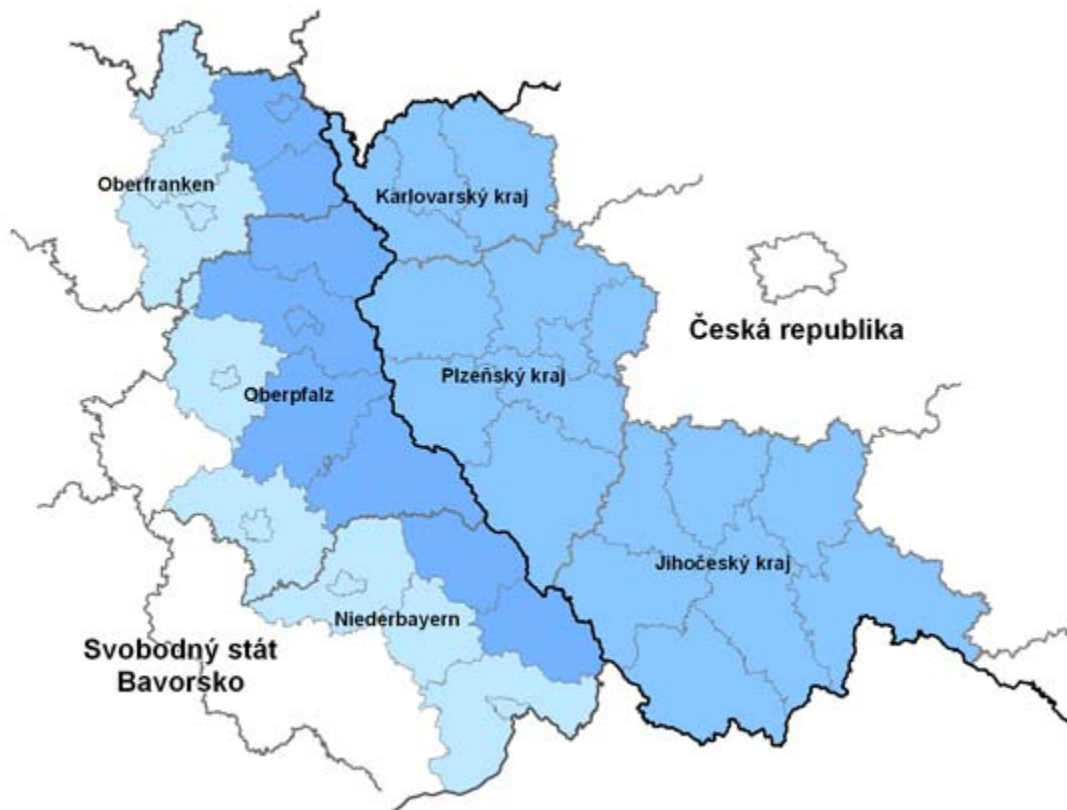 Oberfranken
Karlovarský kraj
Česká republika
Plzeňský kraj
Oberpfalz
Jihočeský kraj
Niederbayern
Svobodný stát
Bavorsko